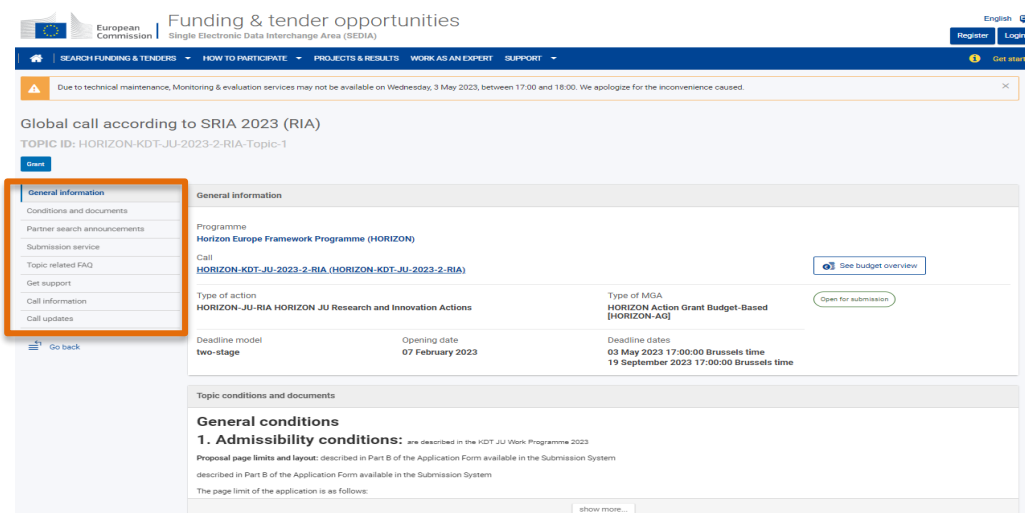 European
Commission
Funding & tender opportunities
Single Electronic Data Interchange Area (SEDIA)
English
Register
Login
SEARCH FUNDING & TENDERS
HOW TO PARTICIPATE
PROJECTS & RESULTS
WORK AS AN EXPERT
SUPPORT
Get start
Due to technical maintenance, Monitoring & evaluation services may not be available on Wednesday, 3 May 2023, between 17:00 and 18:00. We apologize for the inconvenience caused.
Global call according to SRIA 2023 (RIA)
TOPIC ID: HORIZON-KDT-JU-2023-2-RIA-Topic-1
Grant
General information
Conditions and documents
Partner search announcements
Submission service
Topic related FAQ
Get support
Call information
Call updates
Go back
General information
Programme
Horizon Europe Framework Programme (HORIZON)
Call
HORIZON-KDT-JU-2023-2-RIA (HORIZON-KDT-JU-2023-2-RIA)
See budget overview
Type of action
HORIZON-JU-RIA HORIZON JU Research and Innovation Actions
Type of MGA
HORIZON Action Grant Budget-Based
[HORIZON-AG]
Open for submission
Deadline model
two-stage
Opening date
07 February 2023
Deadline dates
03 May 2023 17:00:00 Brussels time
19 September 2023 17:00:00 Brussels time
Topic conditions and documents
General conditions
1. Admissibility conditions: are described in the KDT JU Work Programme 2023
Proposal page limits and layout: described in Part B of the Application Form available in the Submission System
described in Part B of the Application Form available in the Submission System
The page limit of the application is as follows:
show more...